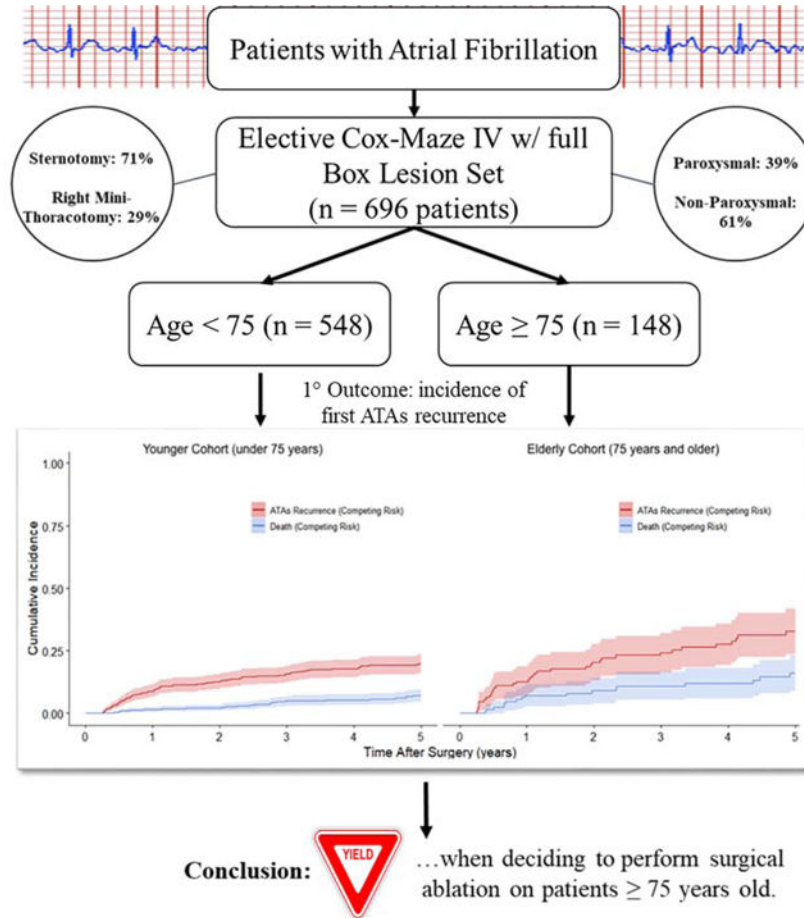 Patients with Atrial Fibrillation
Sternotomy: 71%
Right Mini-
Thoracotomy: 29%
Elective Cox-Maze IV w/ full
Box Lesion Set
(n = 696 patients)
Paroxysmal: 39%
Non-Paroxysmal:
61%
Age < 75 (n = 548)
Age ≥ 75 (n = 148)
1° Outcome: incidence of
first ATAs recurrence
Younger Cohort (under 75 years)
Elderly Cohort (75 years and older)
Cumulative Incidence
1.00
0.75
0.50
0.25
0.00
ATAs Recurrence (Competing Risk)
Death (Competing Risk)
ATAs Recurrence (Competing Risk)
Death (Competing Risk)
0 1 2 3 4 5
0 1 2 3 4 5
Time After Surgery (years)
Conclusion:
YIELD
…when deciding to perform surgical
ablation on patients ≥ 75 years old.